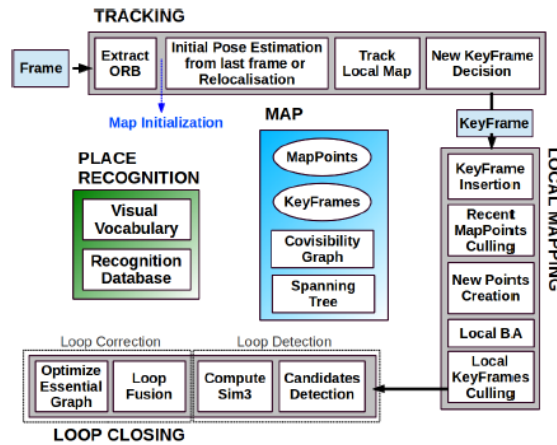 TRACKING
Frame
Extract
ORB
Initial Pose Estimation
from last frame or
Relocalisation
Track
Local Map
New KeyFrame
Decision
Map Initialization
KeyFrame
MAP
MapPoints
KeyFrames
Covisibility
Graph
Spanning
Tree
PLACE
RECOGNITION
Visual
Vocabulary
Recognition
Database
LOCAL MAPPING
KeyFrame
Insertion
Recent
MapPoints
Culling
New Points
Creation
Local BA
Local
KeyFrames
Culling
Loop Correction
Loop Detection
Optimize
Essential
Graph
Loop
Fusion
Compute
Sim3
Candidates
Detection
LOOP CLOSING